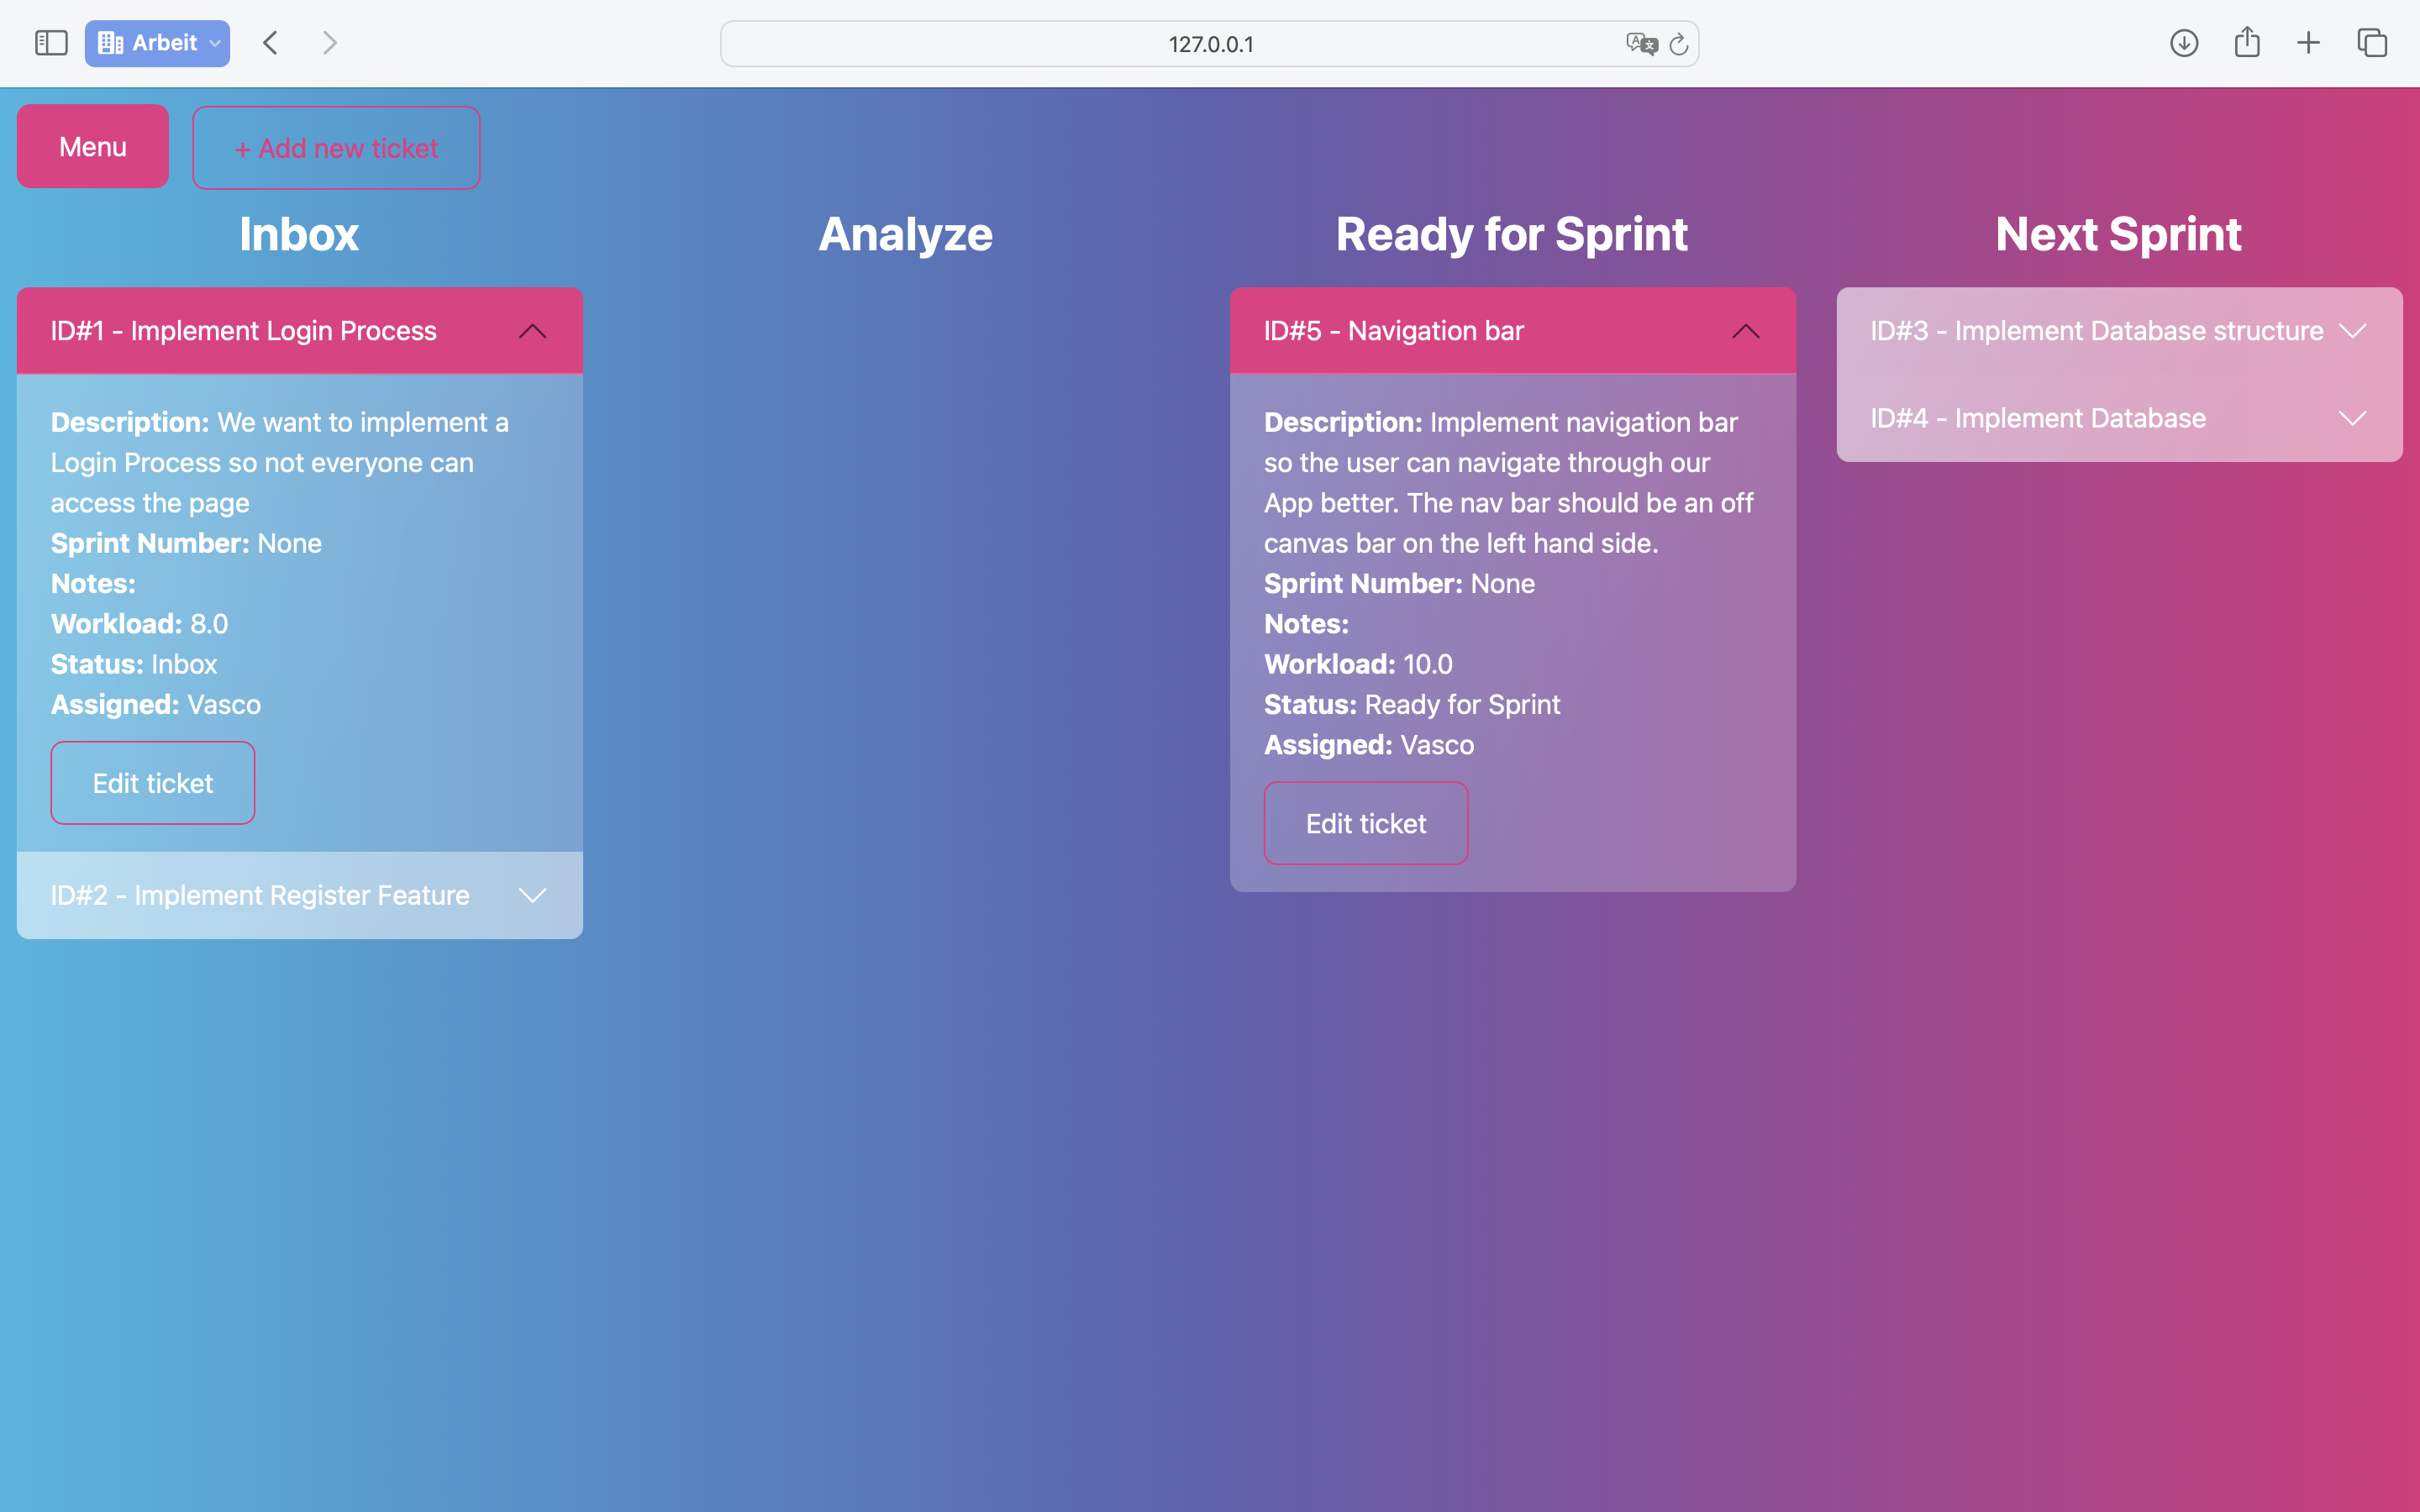 Arbeit
127.0.0.1
Menu
+ Add new ticket
Inbox
ID#1 - Implement Login Process
Description: We want to implement a
Login Process so not everyone can
access the page
Sprint Number: None
Notes:
Workload: 8.0
Status: Inbox
Assigned: Vasco
Edit ticket
ID#2 - Implement Register Feature
Analyze
Ready for Sprint
ID#5 - Navigation bar
Description: Implement navigation bar
so the user can navigate through our
App better. The nav bar should be an off
canvas bar on the left hand side.
Sprint Number: None
Notes:
Workload: 10.0
Status: Ready for Sprint
Assigned: Vasco
Edit ticket
Next Sprint
ID#3 - Implement Database structure
ID#4 - Implement Database